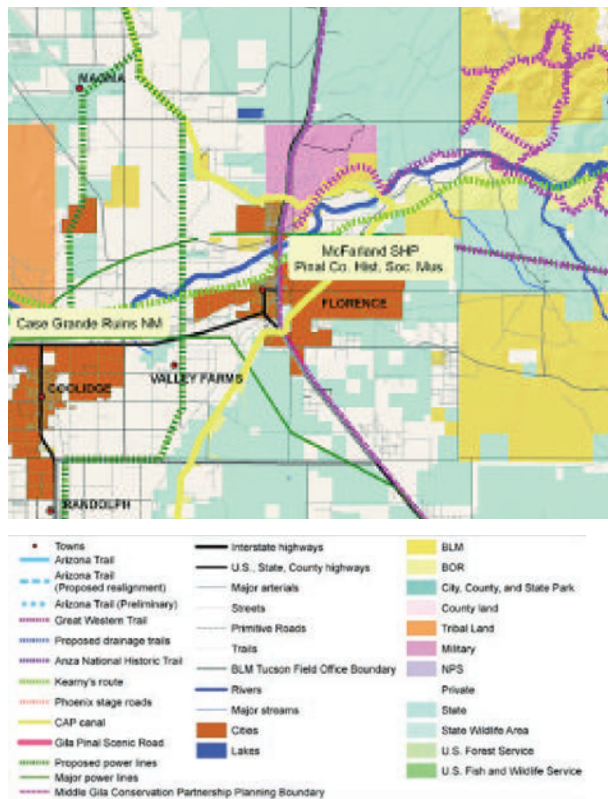 MAGMA
McFarland SHP
Pinal Co. Hist. Soc. Mus
FLORENCE
Case Grande Ruins NM
VALLEY FARMS
COOLIDGE
RANDOLPH
Towns
Arizona Trail
Arizona Trail
(Proposed realignment)
Arizona Trail (Preliminary)
Great Western Trail
Proposed drainage trails
Anza National Historic Trail
Kearny's route
Phoenix stage roads
CAP canal
Gila Pinal Scenic Road
Proposed power lines
Major power lines
Middle Gila Conservation Partnership Planning Boundary
Interstate highways
U.S., State, County highways
Major arterials
Streets
Primitive Roads
Trails
BLM Tucson Field Office Boundary
Rivers
Major streams
Cities
Lakes
BLM
BOR
City, County, and State Park
County land
Tribal Land
Military
NPS
Private
State
State Wildlife Area
U.S. Forest Service
U.S. Fish and Wildlife Service